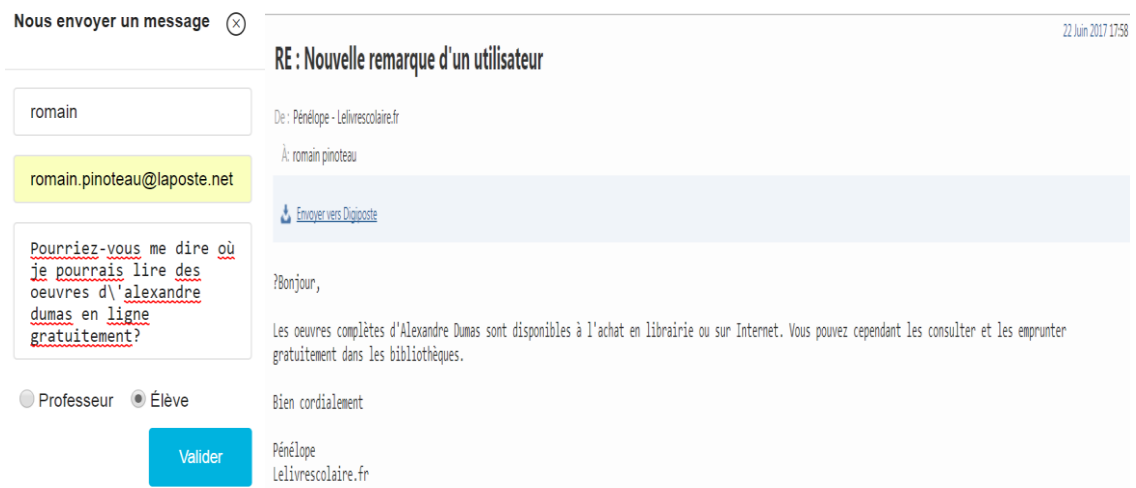 Nous envoyer un message
romain
romain.pinoteau@laposte.net
Pourriez-vous me dire où
je pourrais lire des
oeuvres d\'alexandre
dumas en ligne
gratuitement?
Professeur Élève
Valider
22 Juin 2017 17:58
RE : Nouvelle remarque d'un utilisateur
De : Pénélope - Lelivrescolaire.fr
À: romain pinoteau
Envoyer vers Digiposte
?Bonjour,
Les oeuvres complètes d'Alexandre Dumas sont disponibles à l'achat en librairie ou sur Internet. Vous pouvez cependant les consulter et les emprunter
gratuitement dans les bibliothèques.
Bien cordialement
Pénélope
Lelivrescolaire.fr